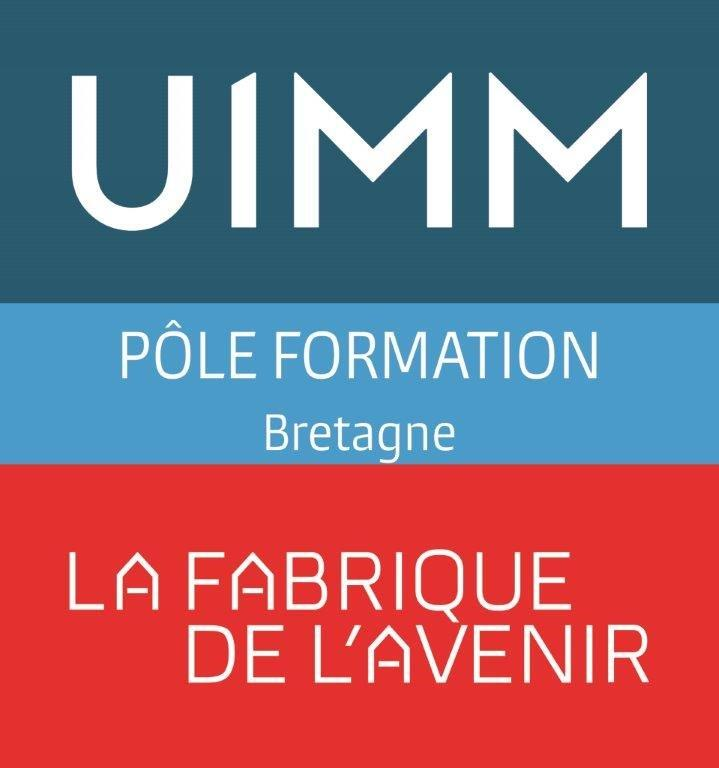 UIMM
PÔLE FORMATION
Bretagne
LA FABRIQUE
DE L'AVENIR